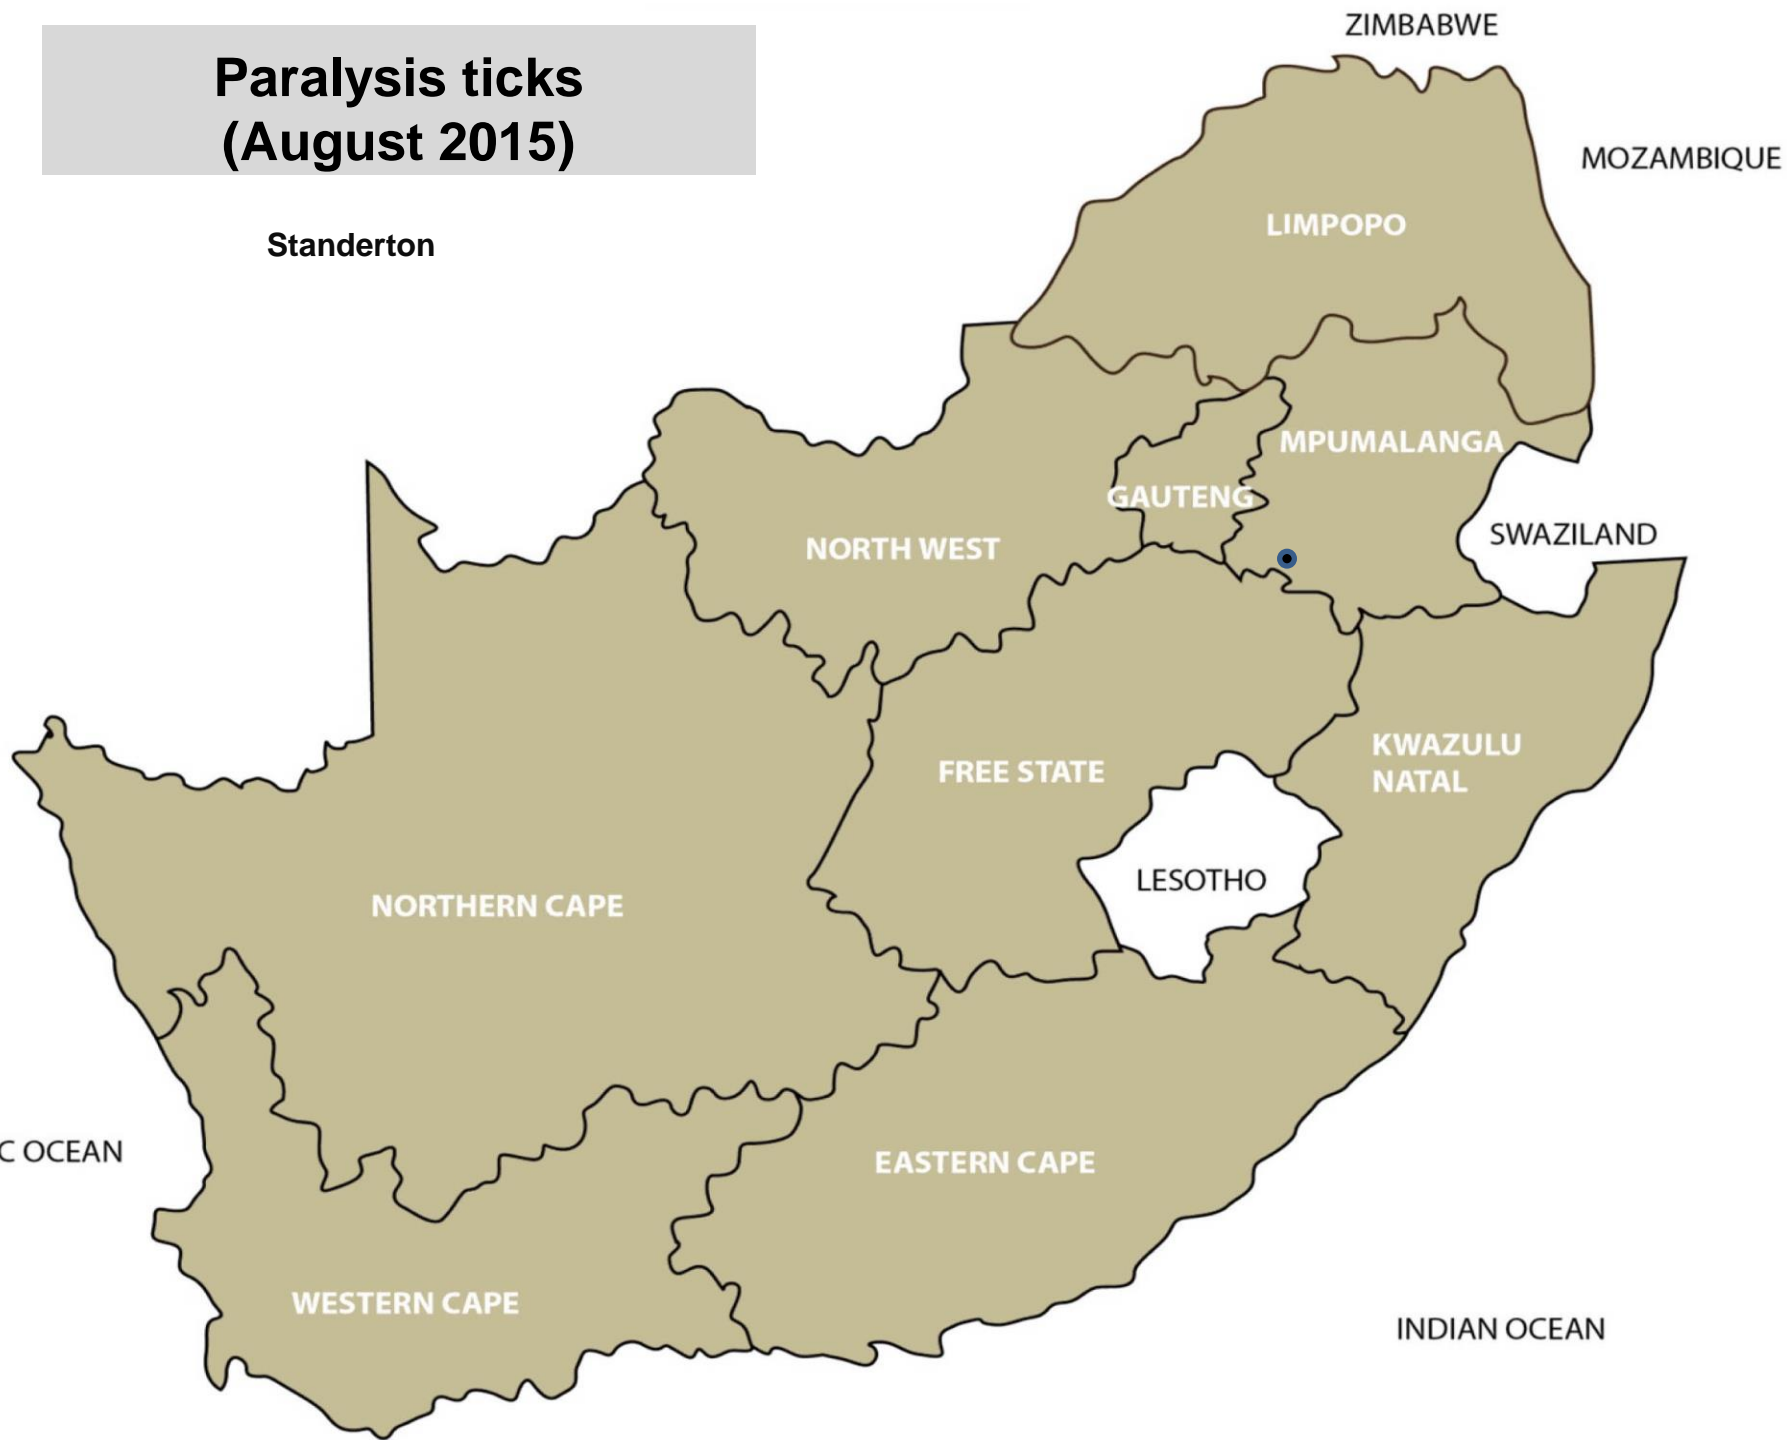 Paralysis ticks
(August 2015)
Standerton
ZIMBABWE
MOZAMBIQUE
LIMPOPO
MPUMALANGA
GAUTENG
SWAZILAND
NORTH WEST
KWAZULU
NATAL
FREE STATE
LESOTHO
NORTHERN CAPE
C OCEAN
EASTERN CAPE
WESTERN CAPE
INDIAN OCEAN